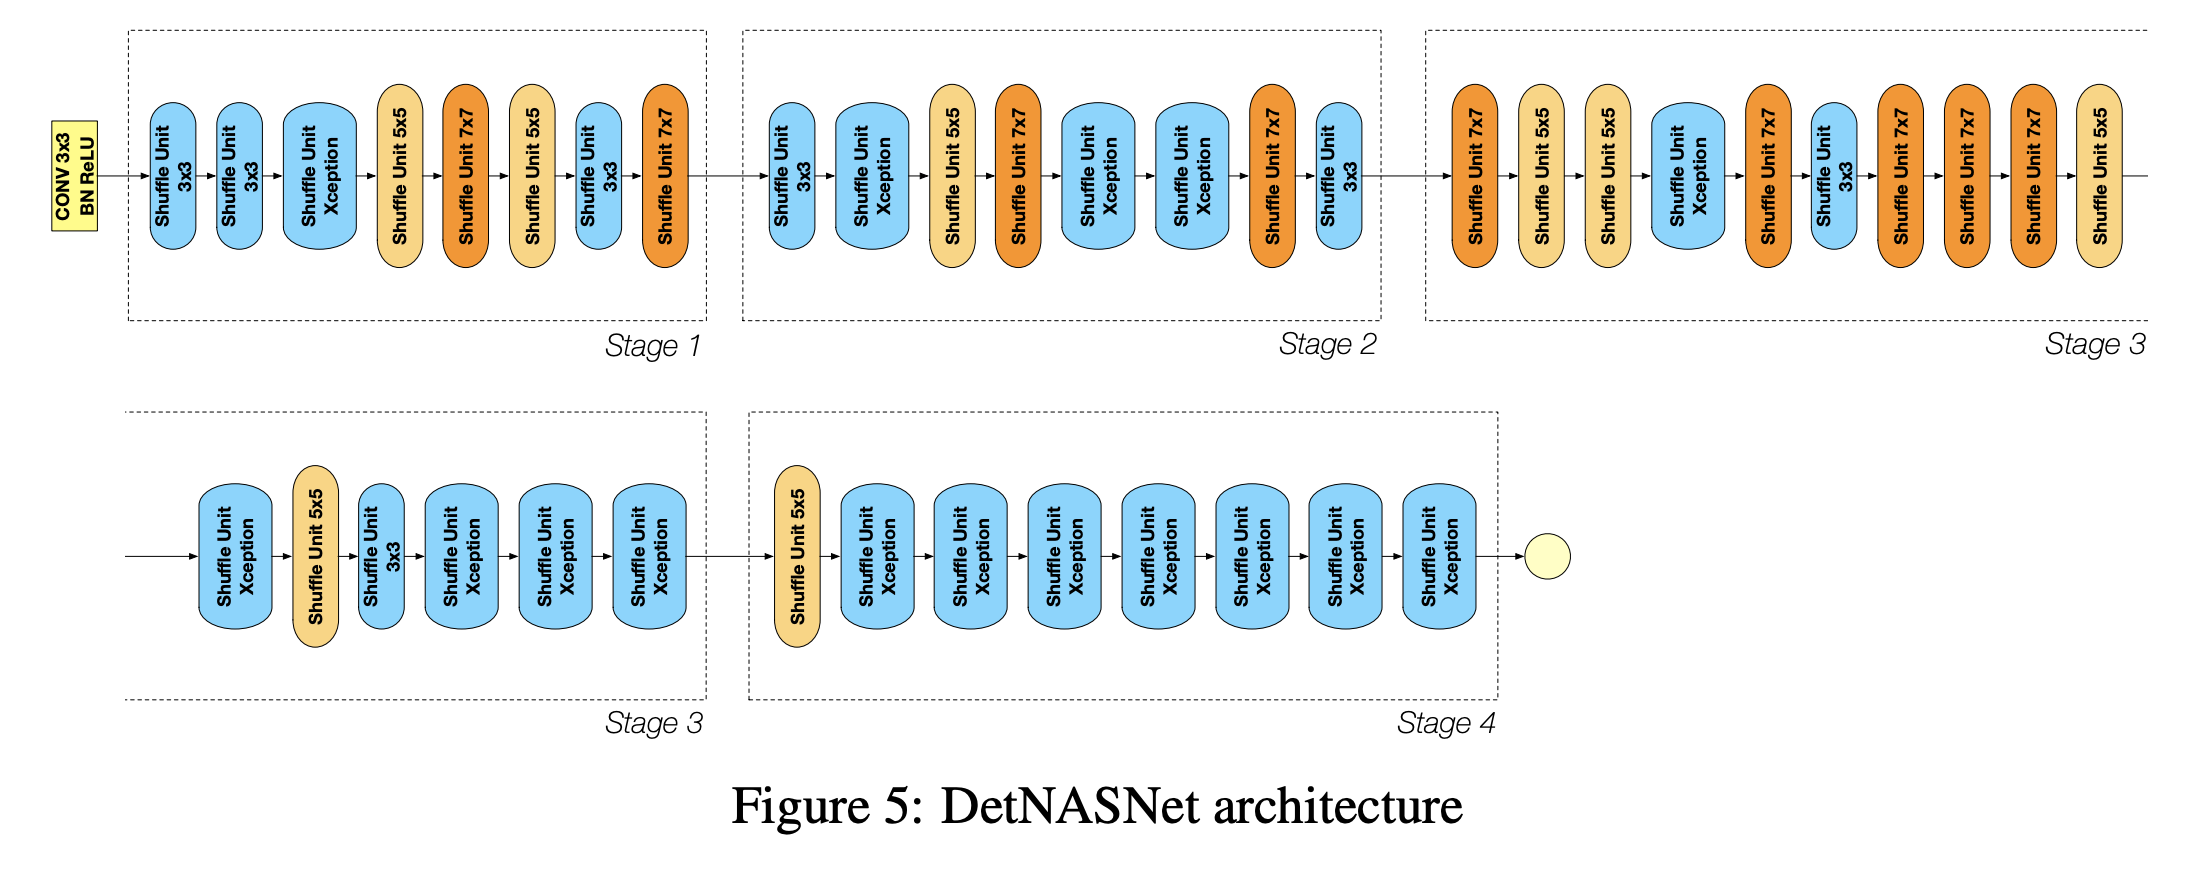 CONV 3x3
BN ReLU
Shuffle Unit
3x3
Shuffle Unit
3x3
Shuffle Unit
Xception
Shuffle Unit 5x5
Shuffle Unit 7x7
Shuffle Unit 5x5
Shuffle Unit
3x3
Shuffle Unit 7x7
Stage 1
Shuffle Unit
3x3
Shuffle Unit
Xception
Shuffle Unit 5x5
Shuffle Unit 7x7
Shuffle Unit
Xception
Shuffle Unit
Xception
Shuffle Unit 7x7
Shuffle Unit
3x3
Stage 2
Shuffle Unit 7x7
Shuffle Unit 5x5
Shuffle Unit 5x5
Shuffle Unit
Xception
Shuffle Unit 7x7
Shuffle Unit
3x3
Shuffle Unit 7x7
Shuffle Unit 7x7
Shuffle Unit 7x7
Shuffle Unit 5x5
Stage 3
Shuffle Unit
Xception
Shuffle Unit 5x5
Shuffle Unit
3x3
Shuffle Unit
Xception
Shuffle Unit
Xception
Shuffle Unit
Xception
Stage 3
Shuffle Unit 5x5
Shuffle Unit
Xception
Shuffle Unit
Xception
Shuffle Unit
Xception
Shuffle Unit
Xception
Shuffle Unit
Xception
Shuffle Unit
Xception
Shuffle Unit
Xception
Stage 4
Figure 5: DetNASNet architecture